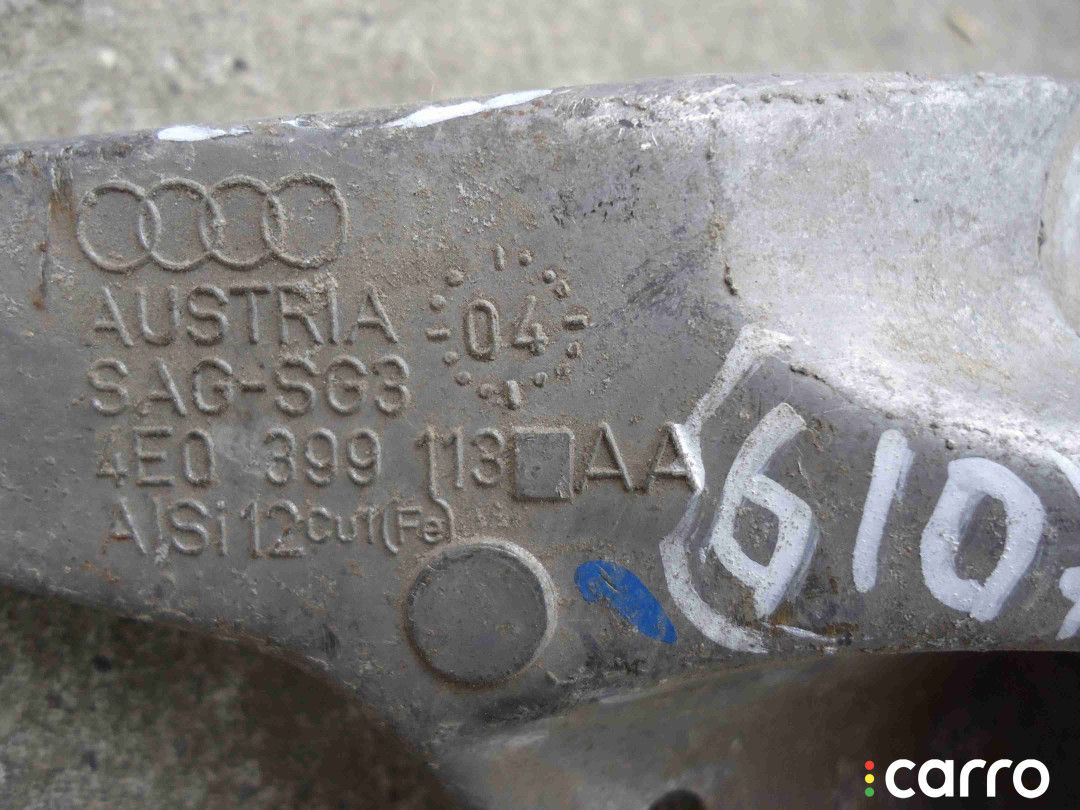 AUSTRIA
04
SAG-SG3
4E0 399 113 AA
AlSi12Cu1(Fe)
610
carro